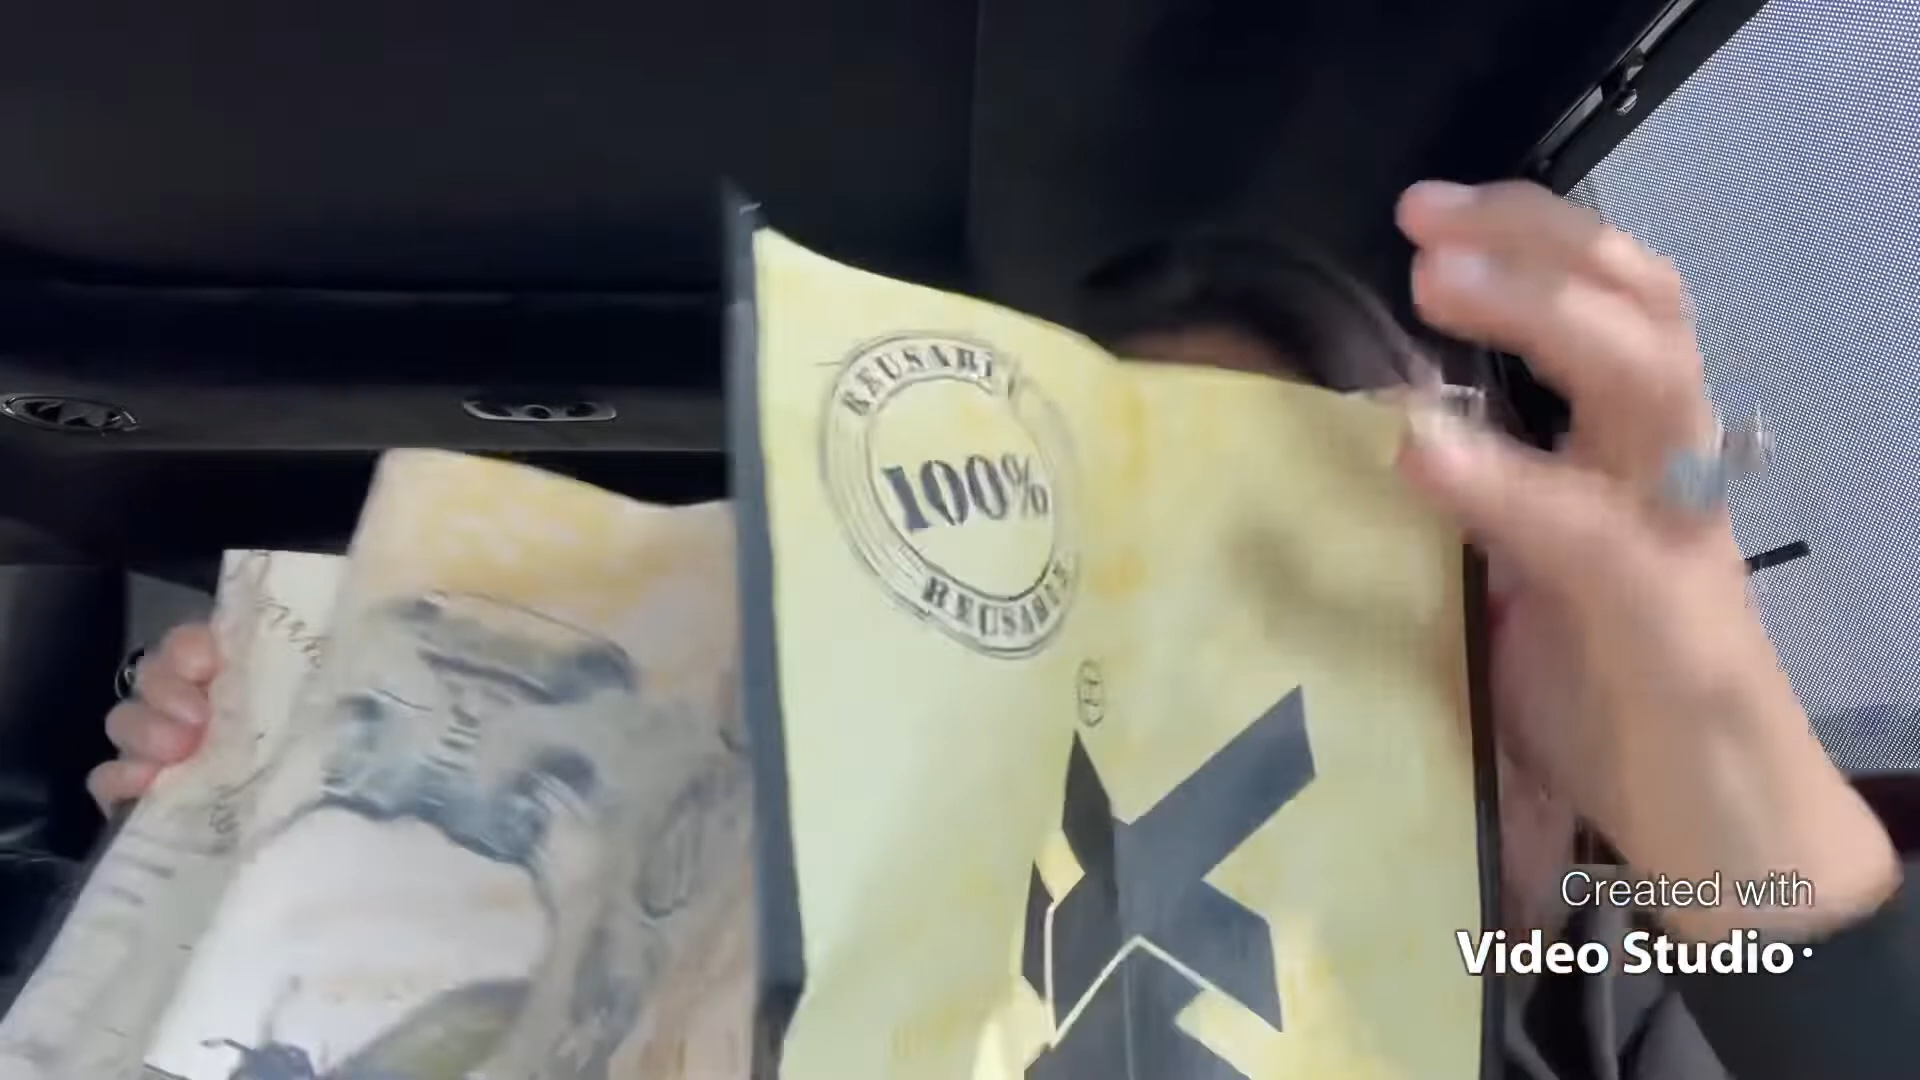 REUSABLE
100%
REUSABLE
Created with
Video Studio